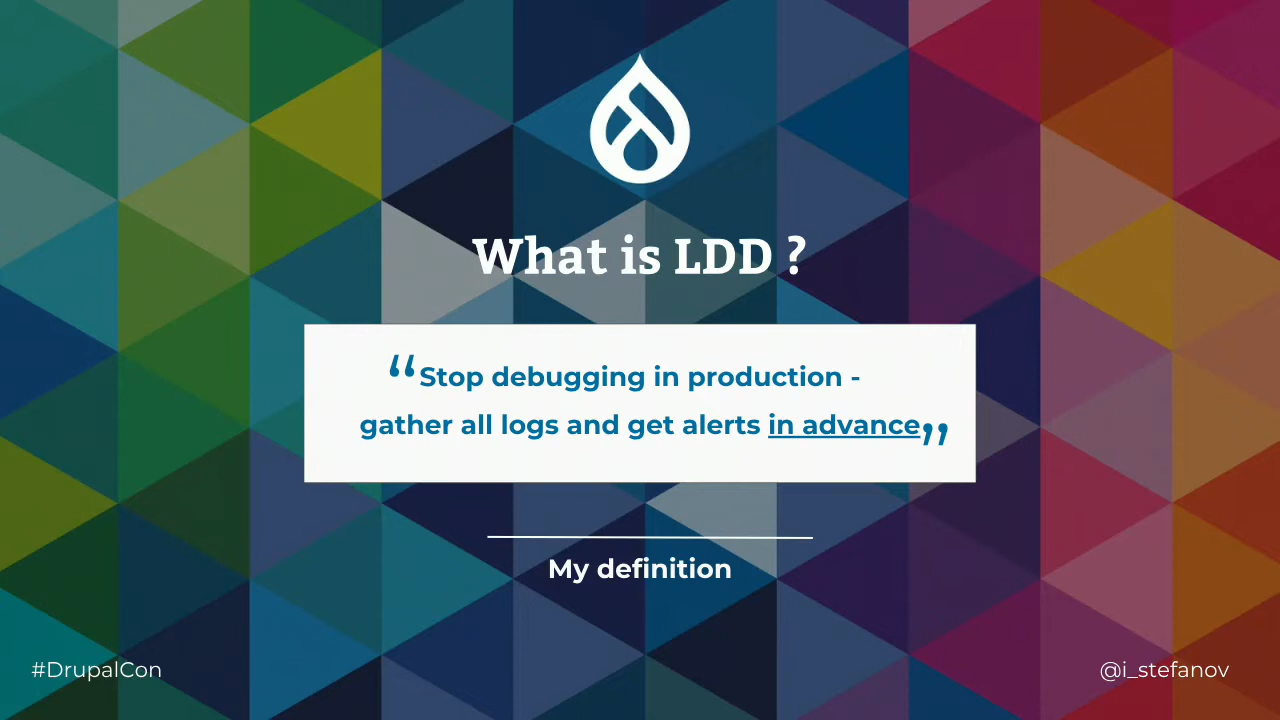 What is LDD ?
“Stop debugging in production -
gather all logs and get alerts in advance”
My definition
#DrupalCon
@i_stefanov